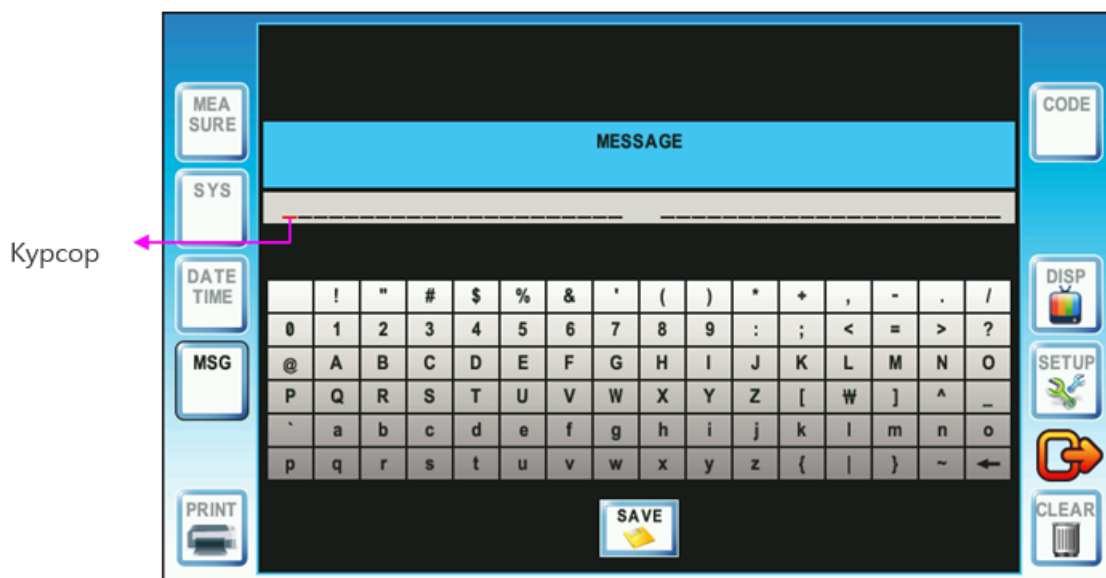 MEA
SURE
SYS
DATE
TIME
MSG
PRINT
Курсор
MESSAGE
_ _ _ _ _ _ _ _ _ _ _ _ _ _ _ _ _ _ _ _ _ _ _ _ _ _ _ _ _ _ _ _ _ _ _ _ _ _ _ _ _ _ _ _
! " # $ % & ' ( ) * + , - . /
0 1 2 3 4 5 6 7 8 9 : ; < = > ?
@ A B C D E F G H I J K L M N O
P Q R S T U V W X Y Z [ ₩ ] ^ _
` a b c d e f g h i j k l m n o
p q r s t u v w x y z { | } ~ ←
SAVE
CODE
DISP
SETUP
CLEAR